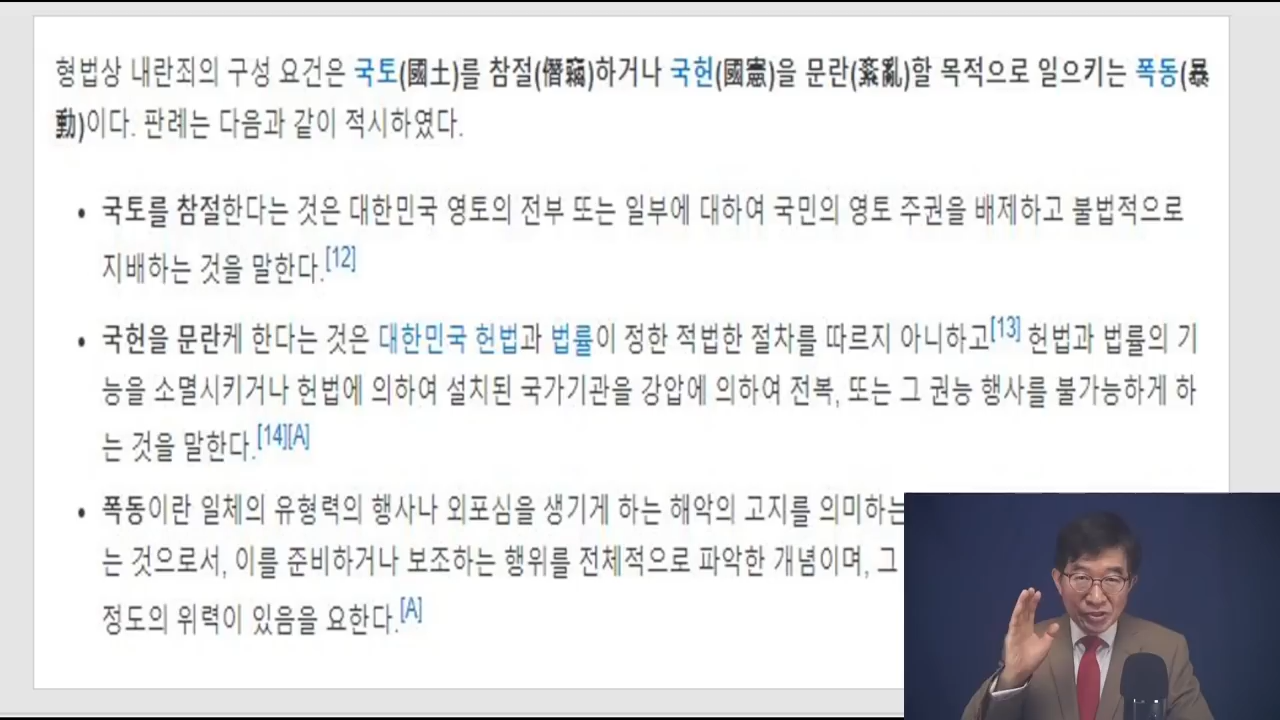 형법상 내란죄의 구성 요건은 국토(國土)를 참절(僭竊)하거나 국헌(國憲)을 문란(紊亂)할 목적으로 일으키는 폭동(暴
動)이다. 판례는 다음과 같이 적시하였다.
• 국토를 참절한다는 것은 대한민국 영토의 전부 또는 일부에 대하여 국민의 영토 주권을 배제하고 불법적으로
지배하는 것을 말한다.[12]
• 국헌을 문란케 한다는 것은 대한민국 헌법과 법률이 정한 적법한 절차를 따르지 아니하고[13] 헌법과 법률의 기
능을 소멸시키거나 헌법에 의하여 설치된 국가기관을 강압에 의하여 전복, 또는 그 권능 행사를 불가능하게 하
는 것을 말한다.[14][A]
• 폭동이란 일체의 유형력의 행사나 외포심을 생기게 하는 해악의 고지를 의미하는
는 것으로서, 이를 준비하거나 보조하는 행위를 전체적으로 파악한 개념이며, 그
정도의 위력이 있음을 요한다.[A]